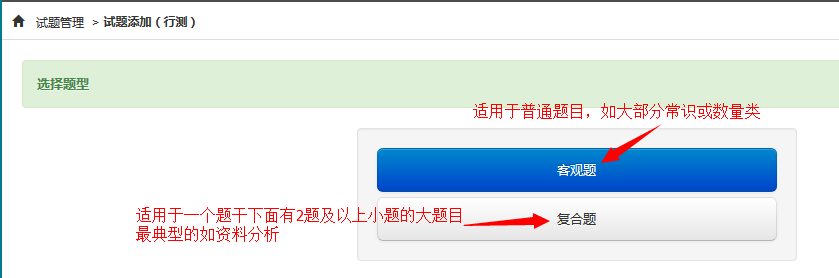 试题管理 > 试题添加（行测）
选择题型
适用于普通题目，如大部分常识或数量类
客观题
适用于一个题干下面有2题及以上小题的大题目
最典型的如资料分析
复合题